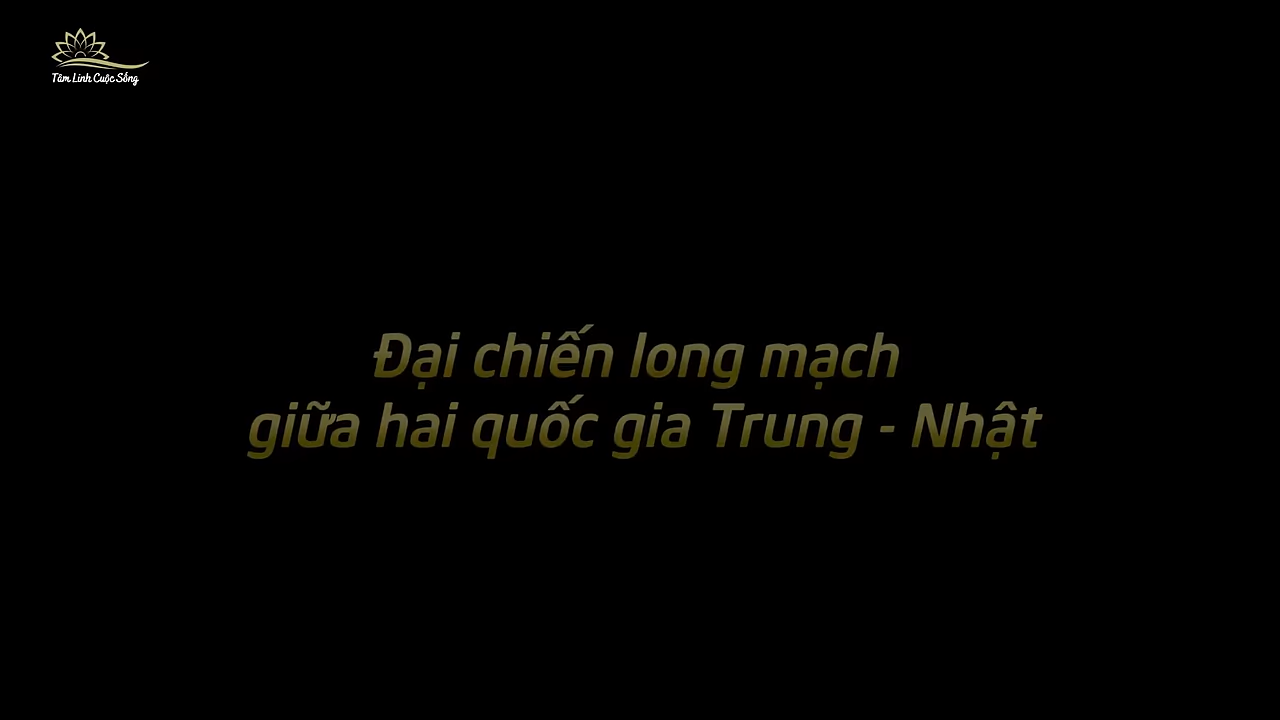 Tâm Linh Cuộc Sống
Đại chiến long mạch
giữa hai quốc gia Trung - Nhật